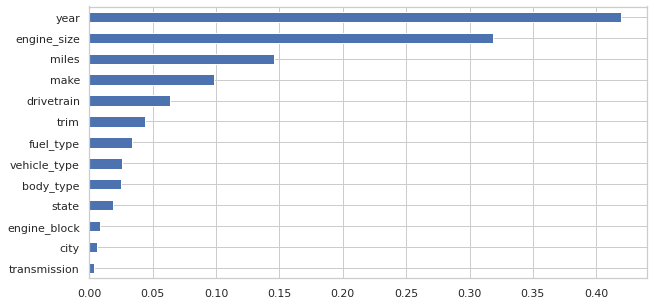 year
engine_size
miles
make
drivetrain
trim
fuel_type
vehicle_type
body_type
state
engine_block
city
transmission
0.00 0.05 0.10 0.15 0.20 0.25 0.30 0.35 0.40